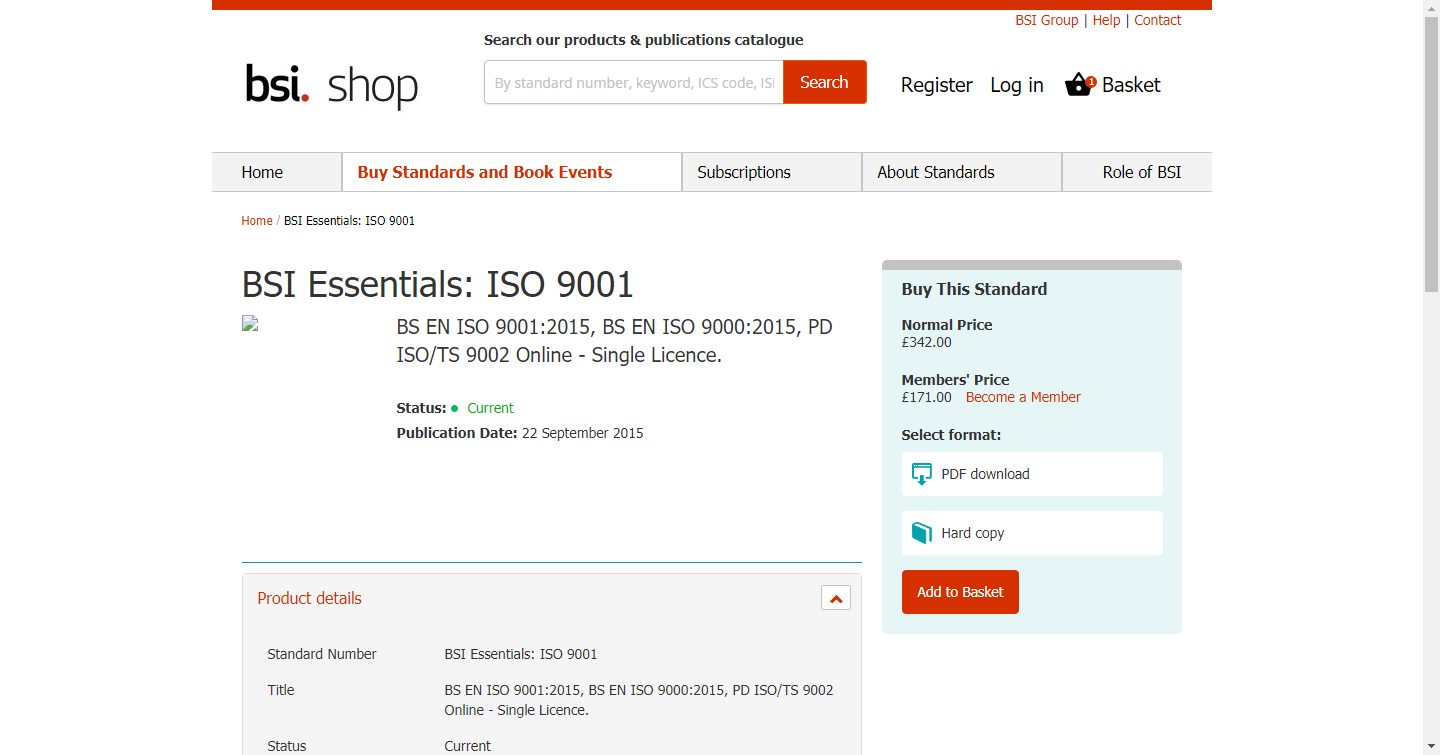 BSI Group | Help | Contact
Search our products & publications catalogue
bsi. shop
By standard number, keyword, ICS code, ISI
Search
Register
Log in
1
Basket
Home
Buy Standards and Book Events
Subscriptions
About Standards
Role of BSI
Home / BSI Essentials: ISO 9001
BSI Essentials: ISO 9001
BS EN ISO 9001:2015, BS EN ISO 9000:2015, PD
ISO/TS 9002 Online - Single Licence.
Status: Current
Publication Date: 22 September 2015
Buy This Standard
Normal Price
£342.00
Members' Price
£171.00 Become a Member
Select format:
PDF download
Hard copy
Add to Basket
Product details
Standard Number BSI Essentials: ISO 9001
Title BS EN ISO 9001:2015, BS EN ISO 9000:2015, PD ISO/TS 9002
Online - Single Licence.
Status Current